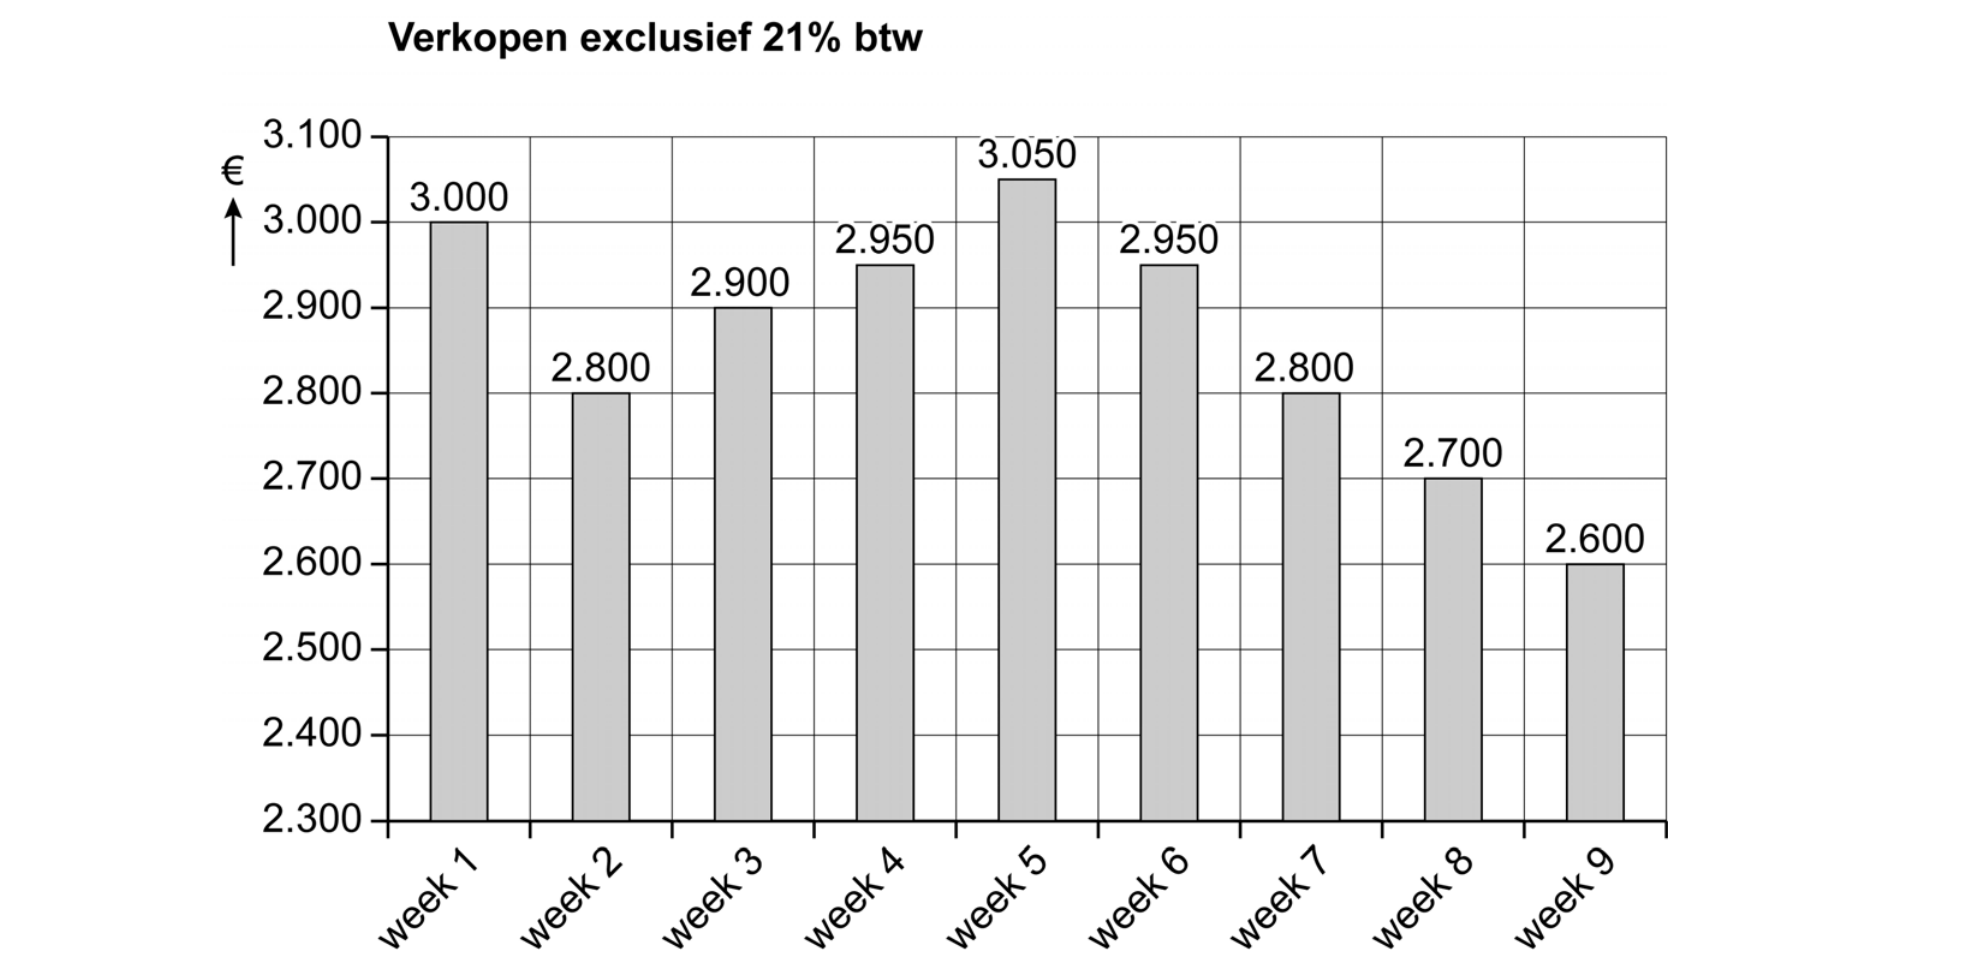 Verkopen exclusief 21% btw
€
3.100
3.000
2.900
2.800
2.700
2.600
2.500
2.400
2.300
3.000
2.800
2.900
2.950
3.050
2.950
2.800
2.700
2.600
week 1
week 2
week 3
week 4
week 5
week 6
week 7
week 8
week 9